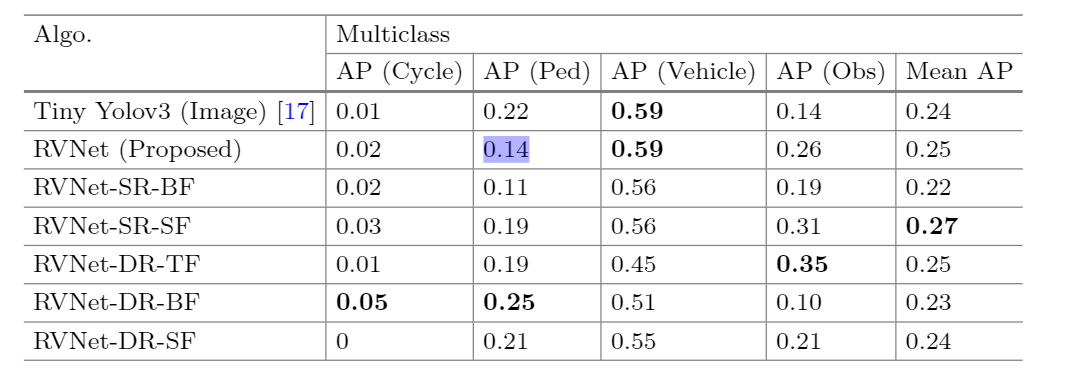 Algo. Multiclass
AP (Cycle) AP (Ped) AP (Vehicle) AP (Obs) Mean AP
Tiny Yolov3 (Image) [17] 0.01 0.22 0.59 0.14 0.24
RVNet (Proposed) 0.02 0.14 0.59 0.26 0.25
RVNet-SR-BF 0.02 0.11 0.56 0.19 0.22
RVNet-SR-SF 0.03 0.19 0.56 0.31 0.27
RVNet-DR-TF 0.01 0.19 0.45 0.35 0.25
RVNet-DR-BF 0.05 0.25 0.51 0.10 0.23
RVNet-DR-SF 0 0.21 0.55 0.21 0.24